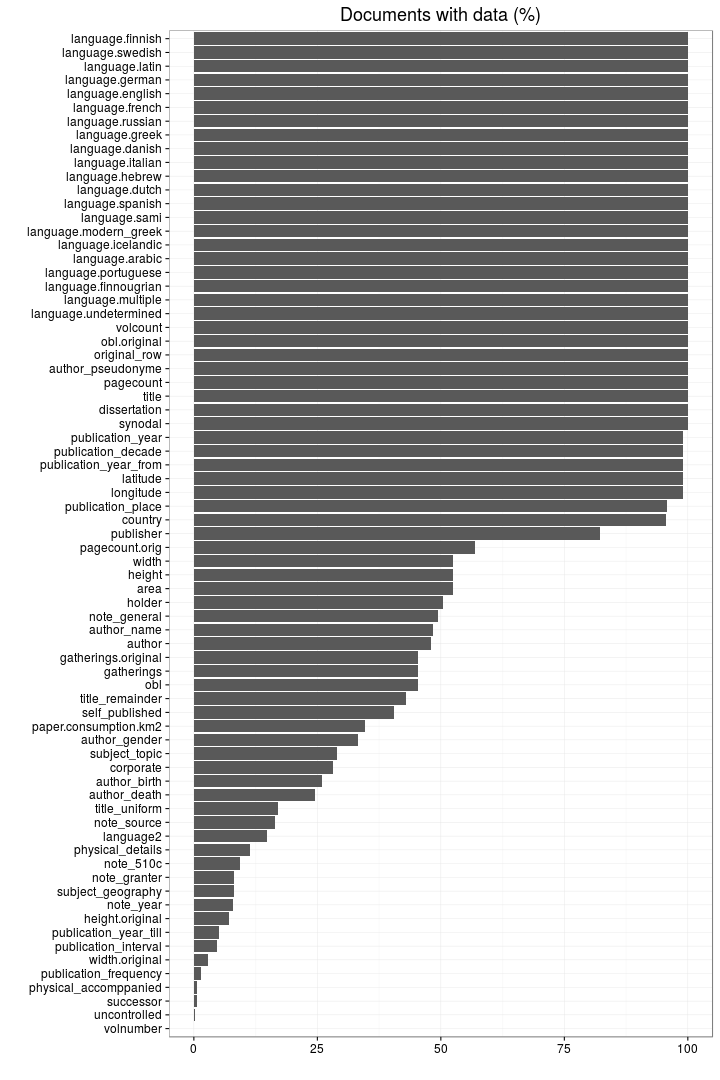 Documents with data (%)
language.finnish
language.swedish
language.latin
language.german
language.english
language.french
language.russian
language.greek
language.danish
language.italian
language.hebrew
language.dutch
language.spanish
language.sami
language.modern_greek
language.icelandic
language.arabic
language.portuguese
language.finnougrian
language.multiple
language.undetermined
volcount
obl.original
original_row
author_pseudonyme
pagecount
title
dissertation
synodal
publication_year
publication_decade
publication_year_from
latitude
longitude
publication_place
country
publisher
pagecount.orig
width
height
area
holder
note_general
author_name
author
gatherings.original
gatherings
obl
title_remainder
self_published
paper.consumption.km2
author_gender
subject_topic
corporate
author_birth
author_death
title_uniform
note_source
language2
physical_details
note_510c
note_granter
subject_geography
note_year
height.original
publication_year_till
publication_interval
width.original
publication_frequency
physical_accomppanied
successor
uncontrolled
volnumber
0 25 50 75 100